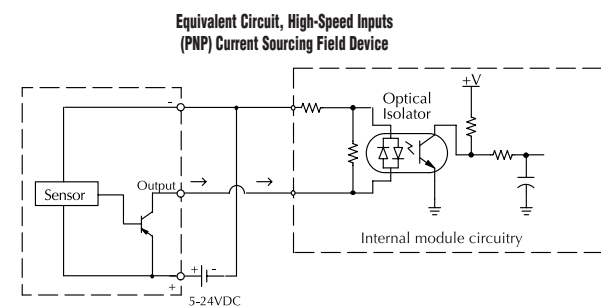 Equivalent Circuit, High-Speed Inputs
(PNP) Current Sourcing Field Device
+V
Optical
Isolator
-
Sensor
Output
Internal module circuitry
+
+ -
5-24VDC